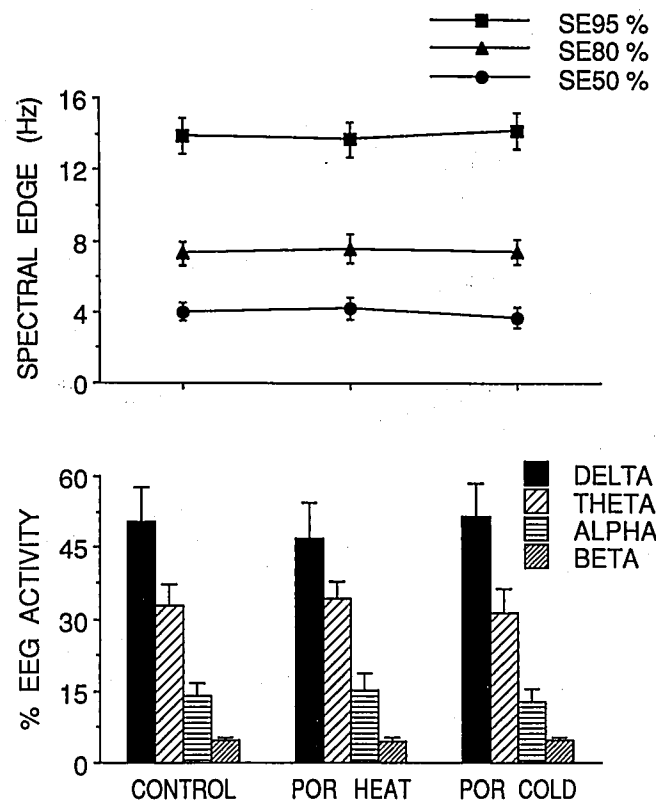 SE95 %
SE80 %
SE50 %
SPECTRAL EDGE (Hz)
16
12
8
4
0
% EEG ACTIVITY
60
45
30
15
0
DELTA
THETA
ALPHA
BETA
CONTROL
POR HEAT
POR COLD